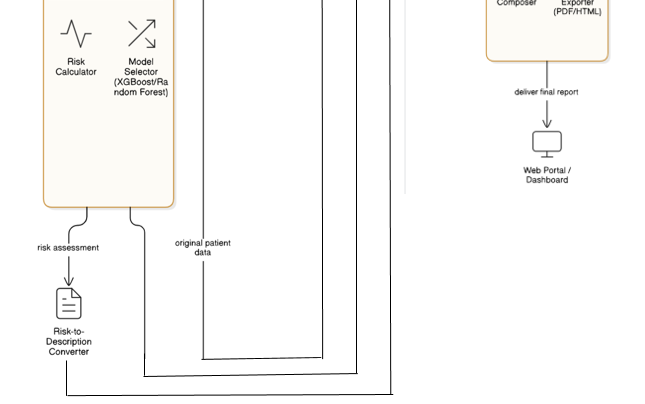 Composer
Exporter
(PDF/HTML)
Risk
Calculator
Model
Selector
(XGBoost/Ra
ndom Forest)
deliver final report
Web Portal /
Dashboard
risk assessment
original patient
data
Risk-to-
Description
Converter